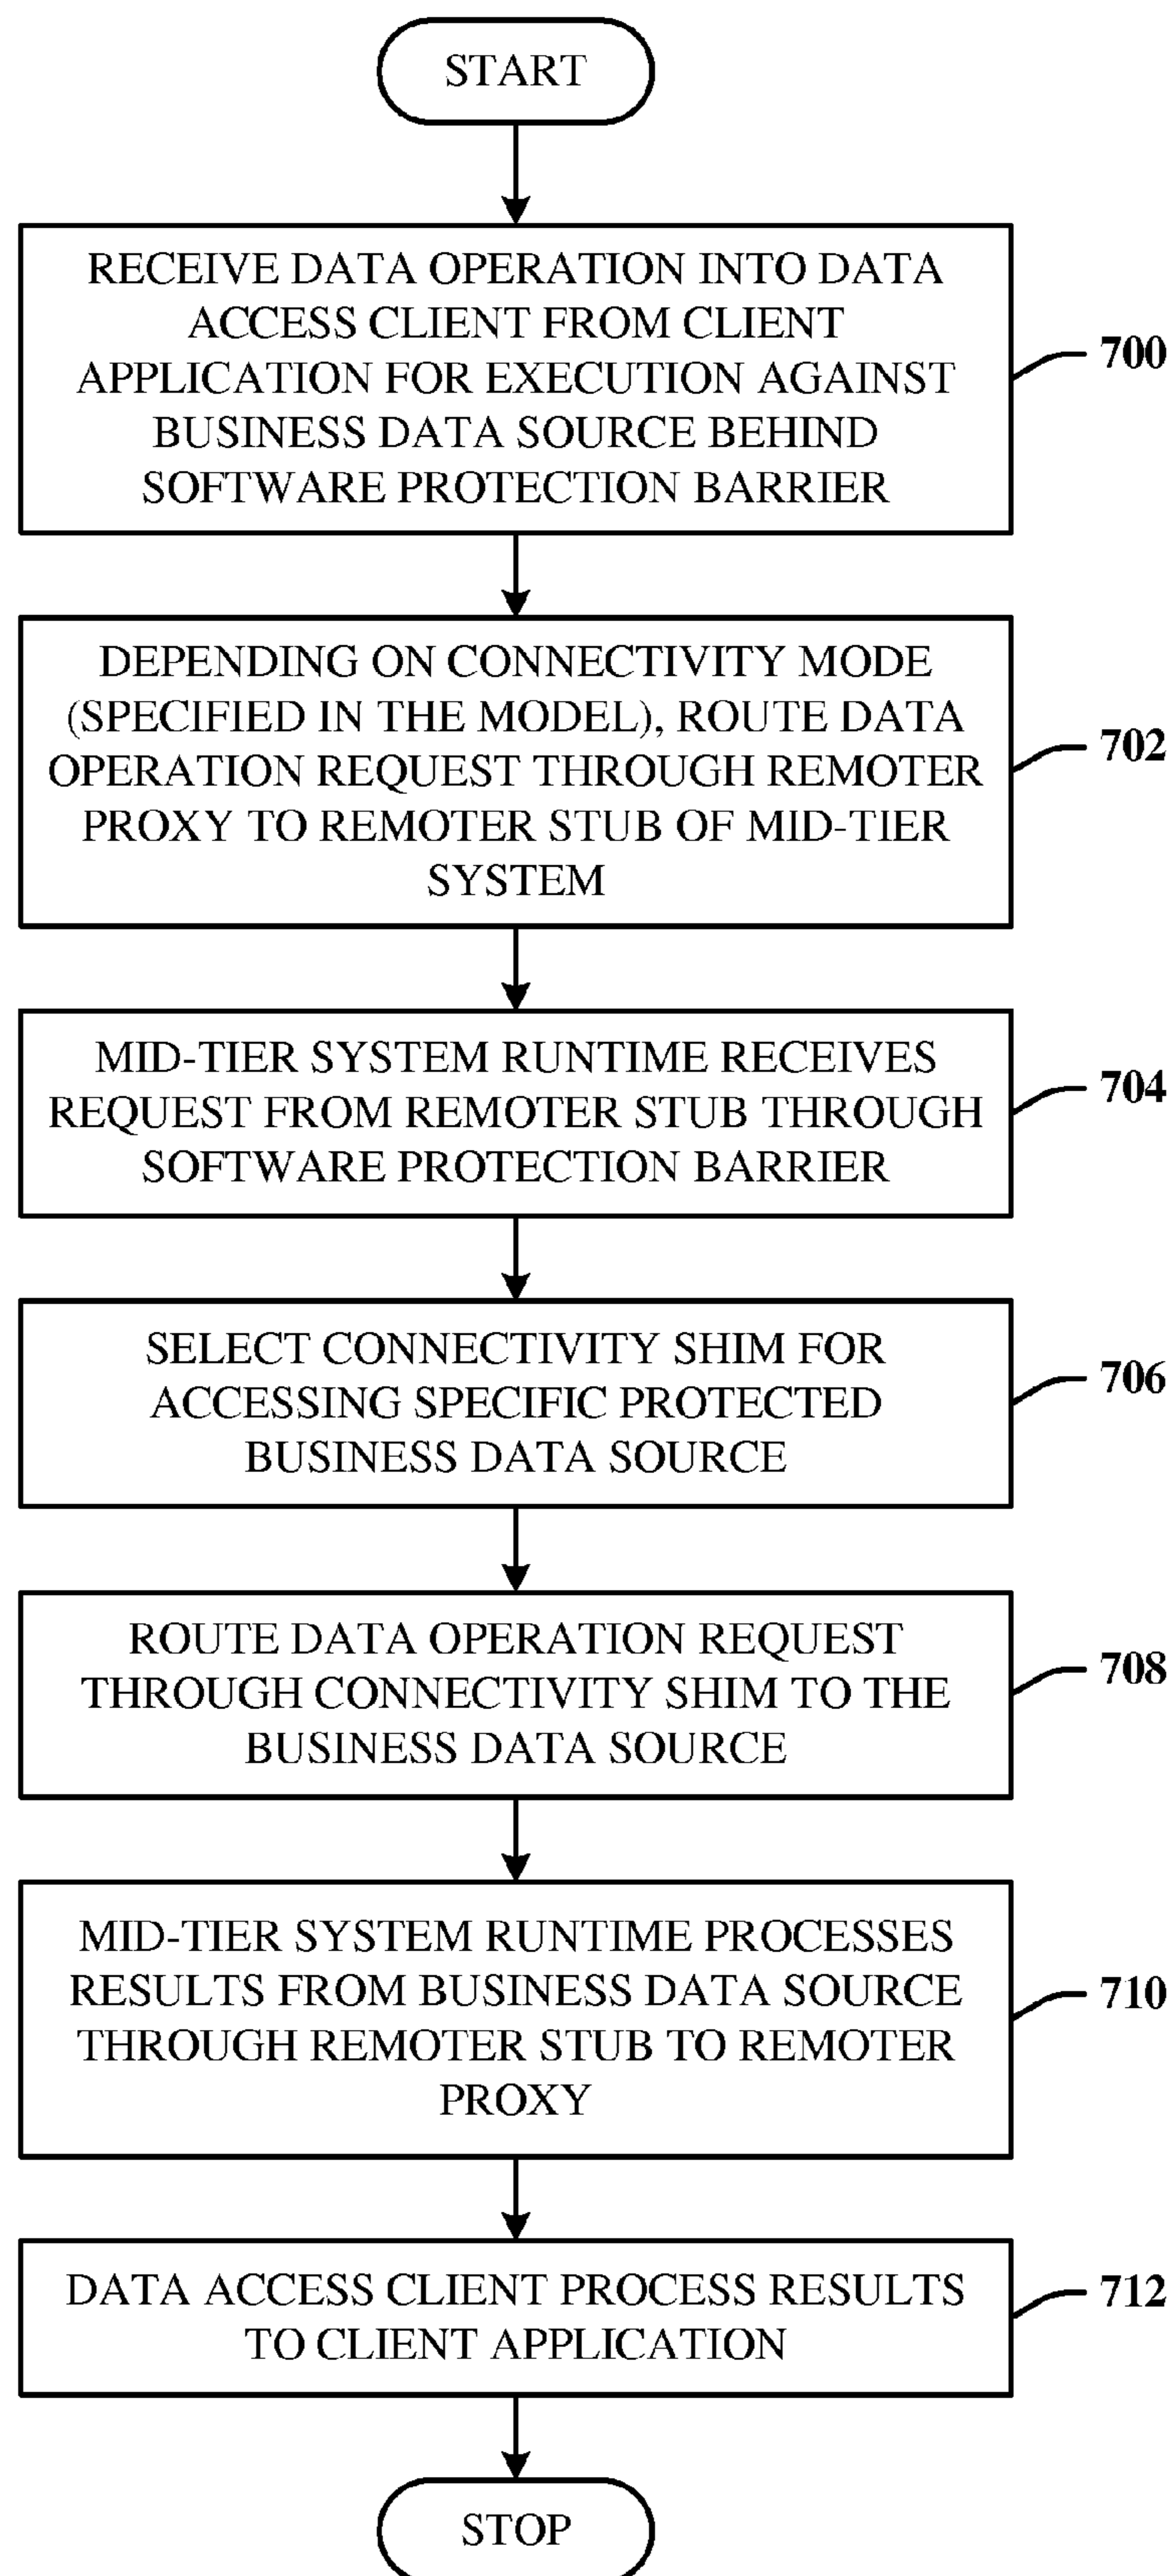 START
RECEIVE DATA OPERATION INTO DATA
ACCESS CLIENT FROM CLIENT
APPLICATION FOR EXECUTION AGAINST
BUSINESS DATA SOURCE BEHIND
SOFTWARE PROTECTION BARRIER
700
DEPENDING ON CONNECTIVITY MODE
(SPECIFIED IN THE MODEL), ROUTE DATA
OPERATION REQUEST THROUGH REMOTER
PROXY TO REMOTER STUB OF MID-TIER
SYSTEM
702
MID-TIER SYSTEM RUNTIME RECEIVES
REQUEST FROM REMOTER STUB THROUGH
SOFTWARE PROTECTION BARRIER
704
SELECT CONNECTIVITY SHIM FOR
ACCESSING SPECIFIC PROTECTED
BUSINESS DATA SOURCE
706
ROUTE DATA OPERATION REQUEST
THROUGH CONNECTIVITY SHIM TO THE
BUSINESS DATA SOURCE
708
MID-TIER SYSTEM RUNTIME PROCESSES
RESULTS FROM BUSINESS DATA SOURCE
THROUGH REMOTER STUB TO REMOTER
PROXY
710
DATA ACCESS CLIENT PROCESS RESULTS
TO CLIENT APPLICATION
712
STOP